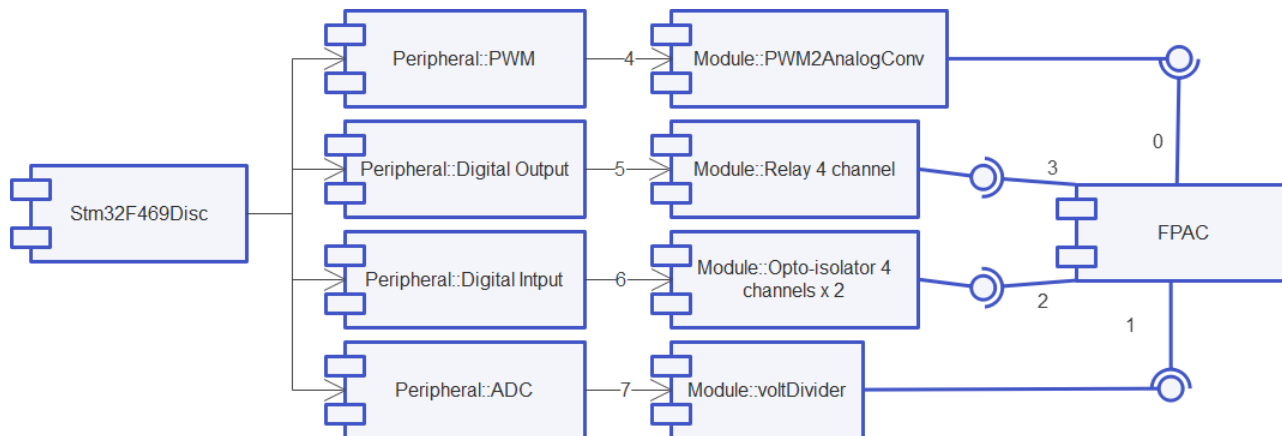 Peripheral::PWM
4
Module::PWM2AnalogConv
0
Peripheral::Digital Output
5
Module::Relay 4 channel
3
Stm32F469Disc
FPAC
Peripheral::Digital Intput
6
Module::Opto-isolator 4
channels x 2
2
1
Peripheral::ADC
7
Module::voltDivider